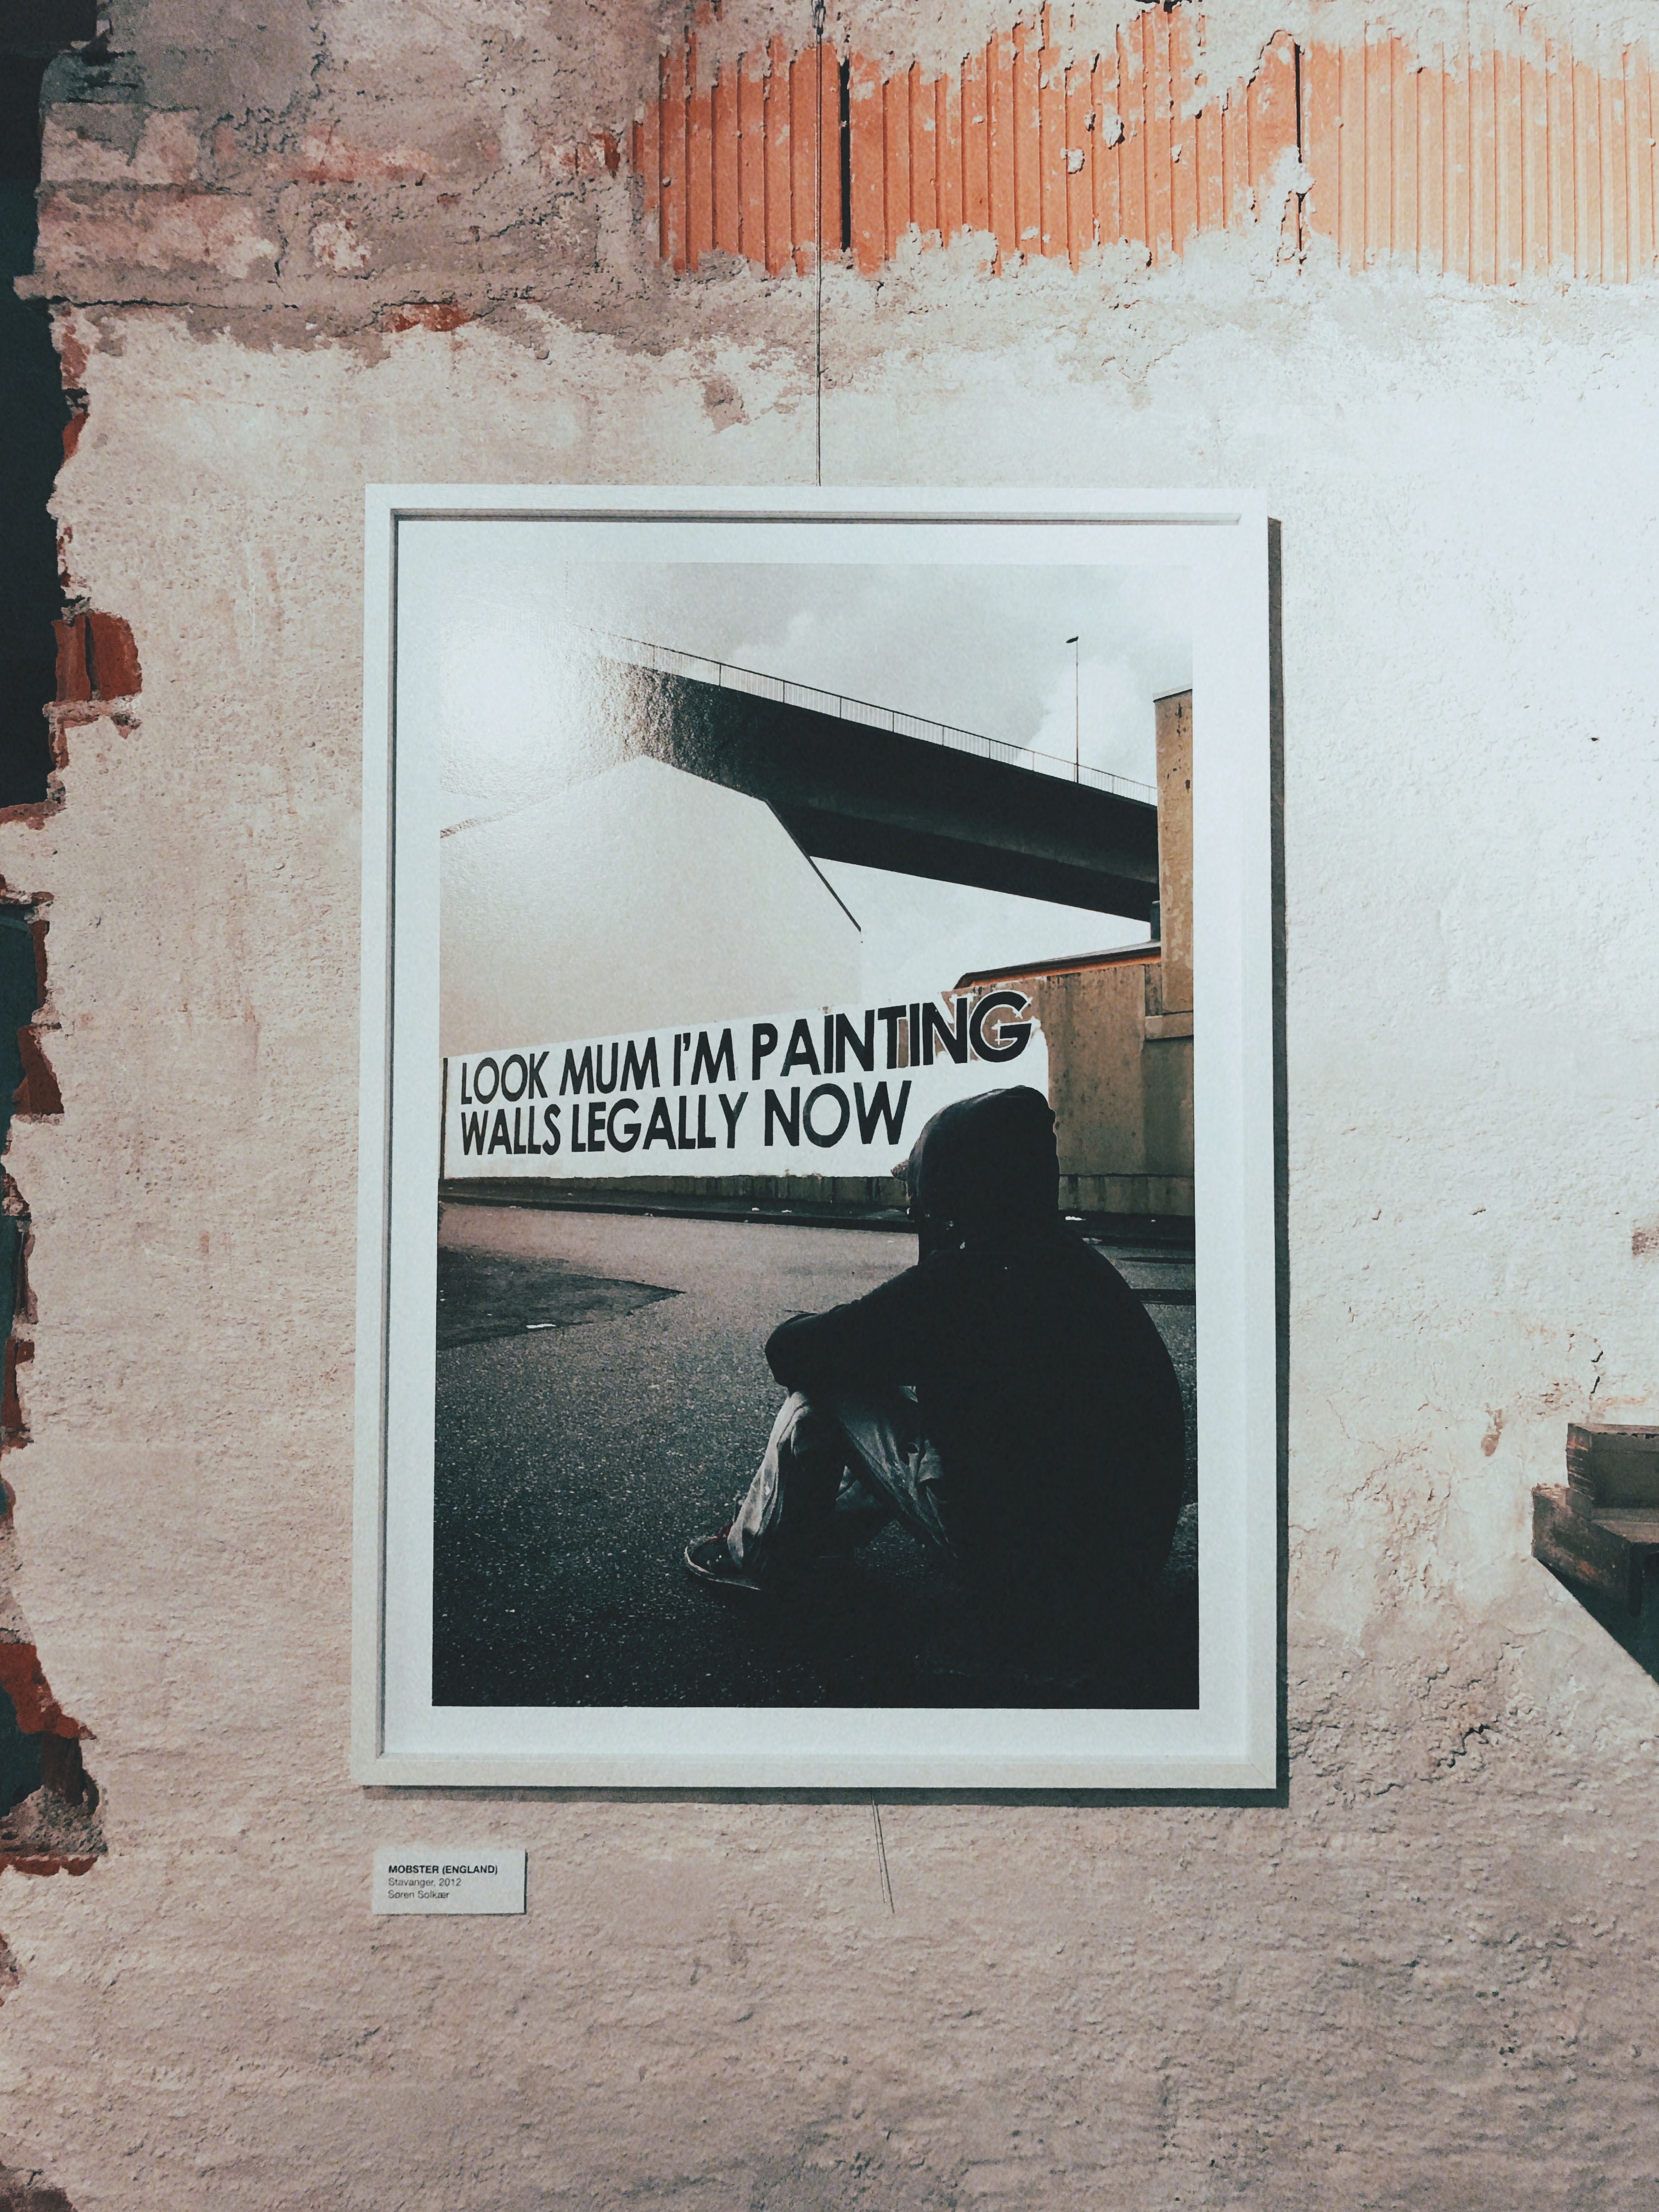 LOOK MUM I'M PAINTING
WALLS LEGALLY NOW
MOBSTER (ENGLAND)
Stavanger, 2012
Søren Solkær